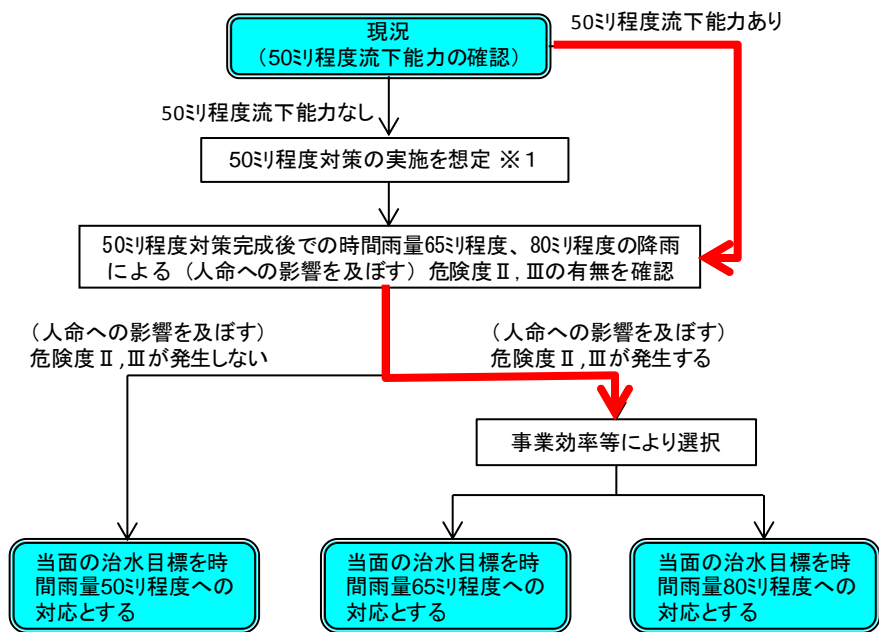 現況
（50ミリ程度流下能力の確認）
50ミリ程度流下能力あり
50ミリ程度流下能力なし
50ミリ程度対策の実施を想定 ※１
50ミリ程度対策完成後での時間雨量65ミリ程度、80ミリ程度の降雨
による（人命への影響を及ぼす）危険度Ⅱ,Ⅲの有無を確認
（人命への影響を及ぼす）
危険度Ⅱ,Ⅲが発生しない
（人命への影響を及ぼす）
危険度Ⅱ,Ⅲが発生する
事業効率等により選択
当面の治水目標を時
間雨量50ミリ程度への
対応とする
当面の治水目標を時
間雨量65ミリ程度への
対応とする
当面の治水目標を時
間雨量80ミリ程度への
対応とする